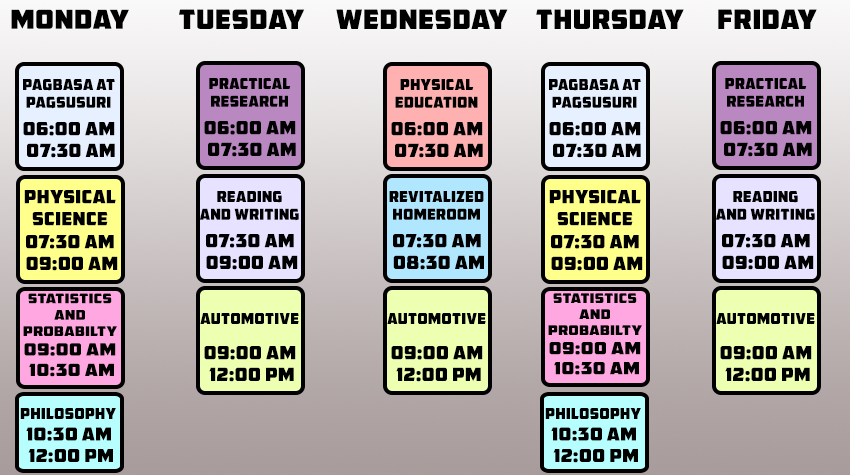 MONDAY
TUESDAY
WEDNESDAY
THURSDAY
FRIDAY
PAGBASA AT
PAGSUSURI
06:00 AM
07:30 AM
PHYSICAL
SCIENCE
07:30 AM
09:00 AM
STATISTICS
AND
PROBABILTY
09:00 AM
10:30 AM
PHILOSOPHY
10:30 AM
12:00 PM
PRACTICAL
RESEARCH
06:00 AM
07:30 AM
READING
AND WRITING
07:30 AM
09:00 AM
AUTOMOTIVE
09:00 AM
12:00 PM
PHYSICAL
EDUCATION
06:00 AM
07:30 AM
REVITALIZED
HOMEROOM
07:30 AM
08:30 AM
AUTOMOTIVE
09:00 AM
12:00 PM
PAGBASA AT
PAGSUSURI
06:00 AM
07:30 AM
PHYSICAL
SCIENCE
07:30 AM
09:00 AM
STATISTICS
AND
PROBABILTY
09:00 AM
10:30 AM
PHILOSOPHY
10:30 AM
12:00 PM
PRACTICAL
RESEARCH
06:00 AM
07:30 AM
READING
AND WRITING
07:30 AM
09:00 AM
AUTOMOTIVE
09:00 AM
12:00 PM